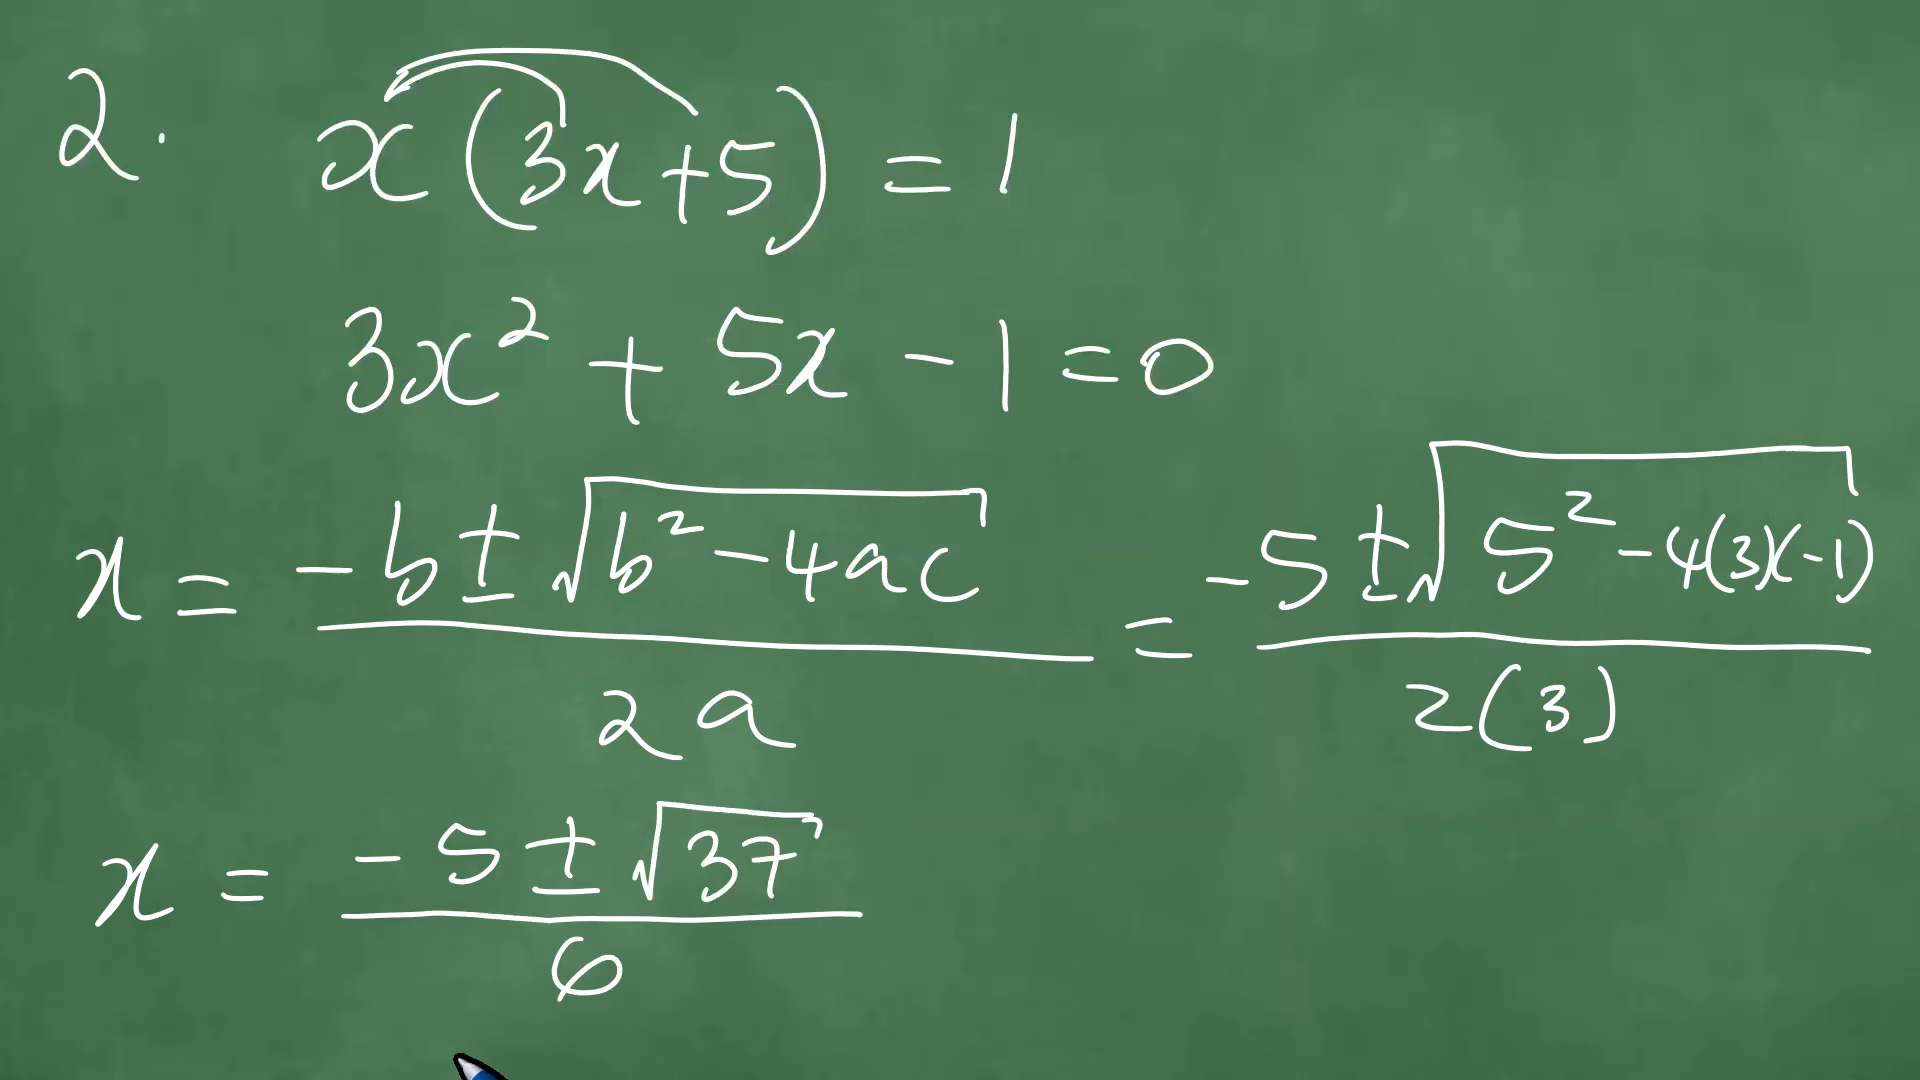 2. x(3x+5) = 1
3x² + 5x - 1 = 0
x = (-b ± √(b² - 4ac)) / 2a = (-5 ± √(5² - 4(3)(-1))) / 2(3)
x = (-5 ± √37) / 6